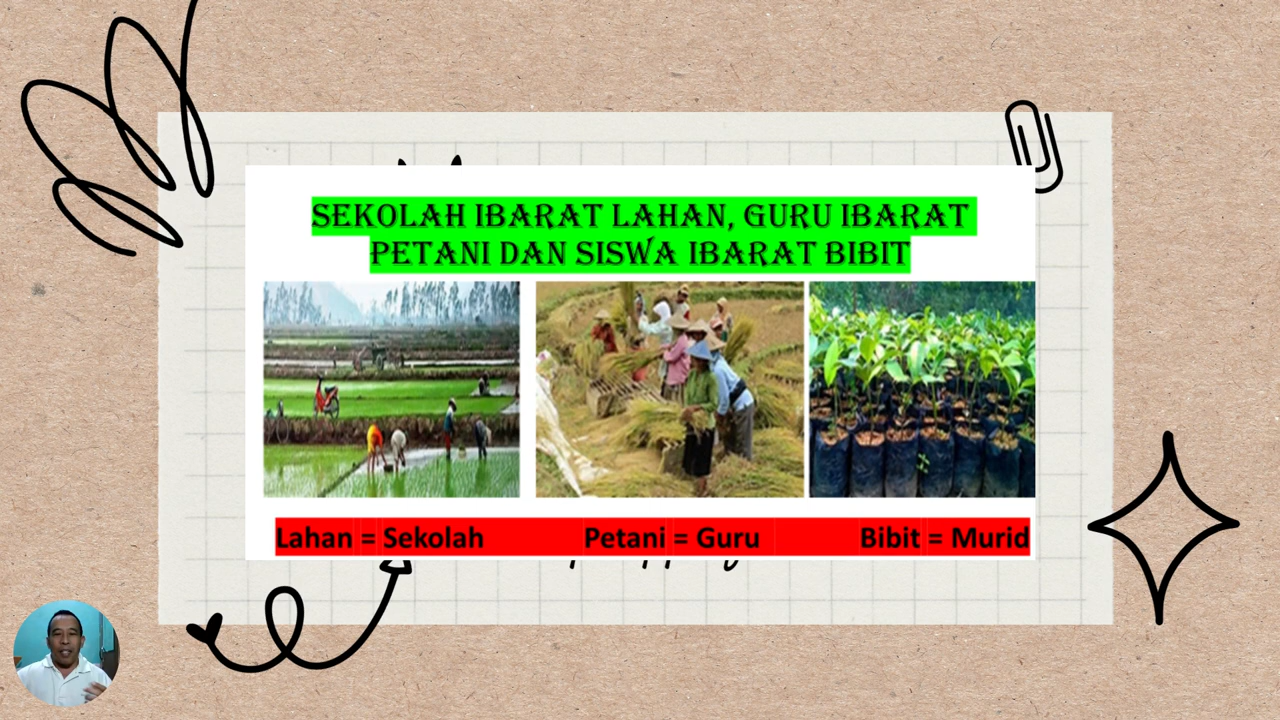 SEKOLAH IBARAT LAHAN, GURU IBARAT
PETANI DAN SISWA IBARAT BIBIT
Lahan = Sekolah Petani = Guru Bibit = Murid